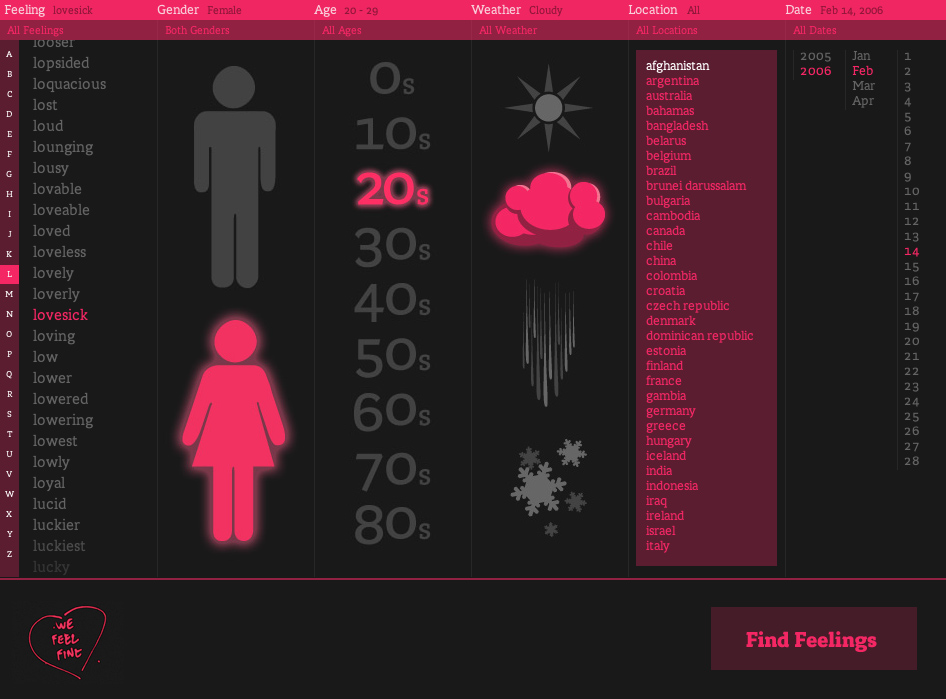 Feeling lovesick
Gender Female
Age 20 - 29
Weather Cloudy
Location All
Date Feb 14, 2006
All Feelings
Both Genders
All Ages
All Weather
All Locations
All Dates
A
B
C
D
E
F
G
H
I
J
K
L
M
N
O
P
Q
R
S
T
U
V
W
X
Y
Z
looser
lopsided
loquacious
lost
loud
lounging
lousy
lovable
loveable
loved
loveless
lovely
loverly
lovesick
loving
low
lower
lowered
lowering
lowest
lowly
loyal
lucid
luckier
luckiest
lucky
0s
10s
20s
30s
40s
50s
60s
70s
80s
afghanistan
argentina
australia
bahamas
bangladesh
belarus
belgium
brazil
brunei darussalam
bulgaria
cambodia
canada
chile
china
colombia
croatia
czech republic
denmark
dominican republic
estonia
finland
france
gambia
germany
greece
hungary
iceland
india
indonesia
iraq
ireland
israel
italy
2005
2006
Jan
Feb
Mar
Apr
1
2
3
4
5
6
7
8
9
10
11
12
13
14
15
16
17
18
19
20
21
22
23
24
25
26
27
28
WE
FEEL
FINE
Find Feelings